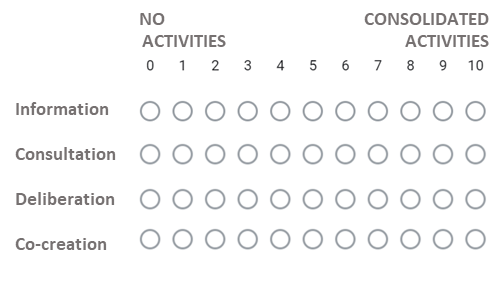 NO CONSOLIDATED
ACTIVITIES ACTIVITIES
0 1 2 3 4 5 6 7 8 9 10
Information
Consultation
Deliberation
Co-creation